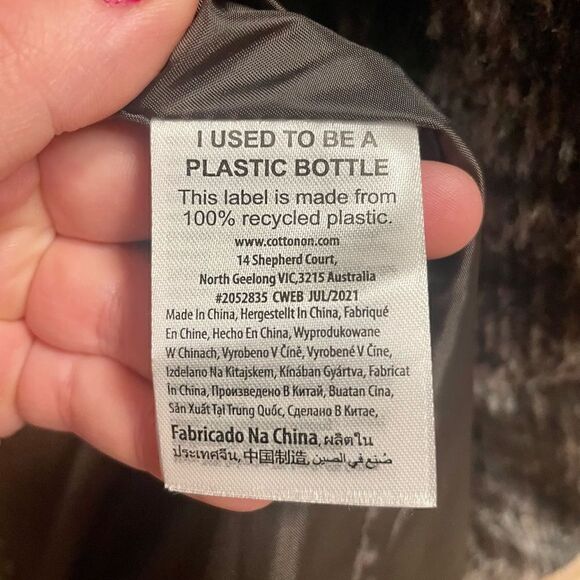 I USED TO BE A
PLASTIC BOTTLE
This label is made from
100% recycled plastic.
www.cottonon.com
14 Shepherd Court,
North Geelong VIC,3215 Australia
#2052835 CWEB JUL/2021
Made In China, Hergestellt In China, Fabriqué
En Chine, Hecho En China, Wyprodukowane
W Chinach, Vyrobeno V Číně, Vyrobené V Číne,
Izdelano Na Kitajskem, Kínában Gyártva, Fabricat
In China, Произведено В Китай, Buatan Cina,
Sản Xuất Tại Trung Quốc, Сделано В Китае,
Fabricado Na China, ผลิตใน
ประเทศจีน, 中国制造, صُنع في الصين